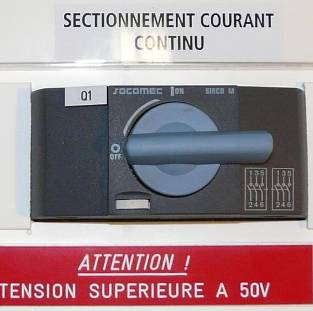 SECTIONNEMENT COURANT
CONTINU
Q1
socomec I ON SIRCO M
O
OFF
1 3 5 1 3 5
2 4 6 2 4 6
ATTENTION !
TENSION SUPERIEURE A 50V